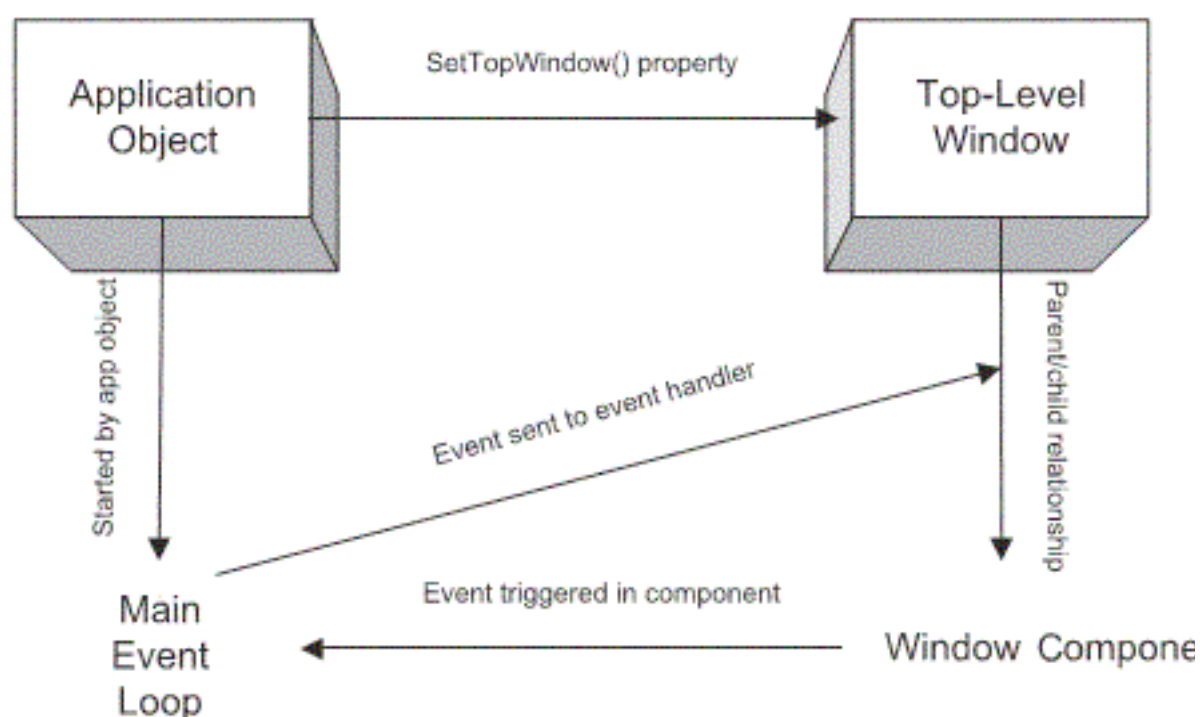 Application
Object
SetTopWindow() property
Top-Level
Window
Started by app object
Parent/child relationship
Event sent to event handler
Event triggered in component
Main
Event
Loop
Window Compone